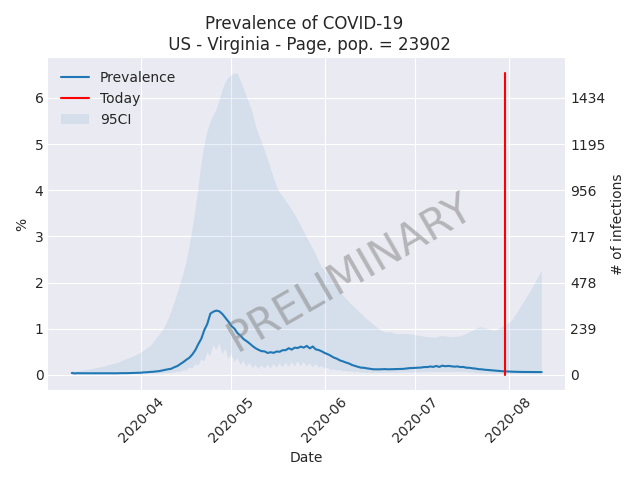 Prevalence of COVID-19
US - Virginia - Page, pop. = 23902
Prevalence
Today
95CI
%
6
5
4
3
2
1
0
1434
1195
956
717
478
239
0
# of infections
PRELIMINARY
2020-04
2020-05
2020-06
2020-07
2020-08
Date